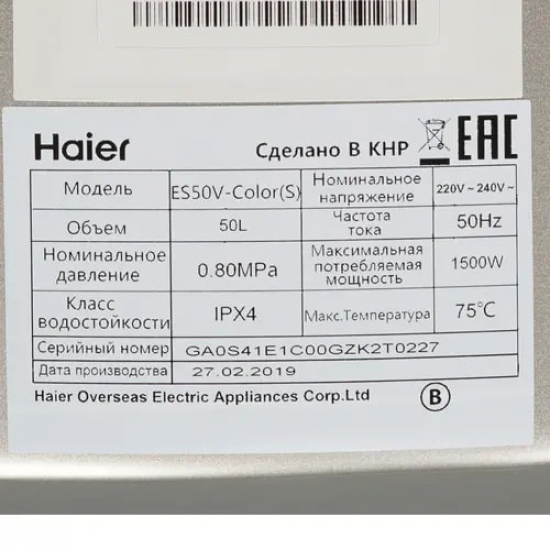 Haier
Сделано В КНР
EAC
Модель ES50V-Color(S) Номинальное напряжение 220V ~ 240V ~
Объем 50L Частота тока 50Hz
Номинальное давление 0.80MPa Максимальная потребляемая мощность 1500W
Класс водостойкости IPX4 Макс.Температура 75℃
Серийный номер GA0S41E1C00GZK2T0227
Дата производства 27.02.2019
Haier Overseas Electric Appliances Corp.Ltd B